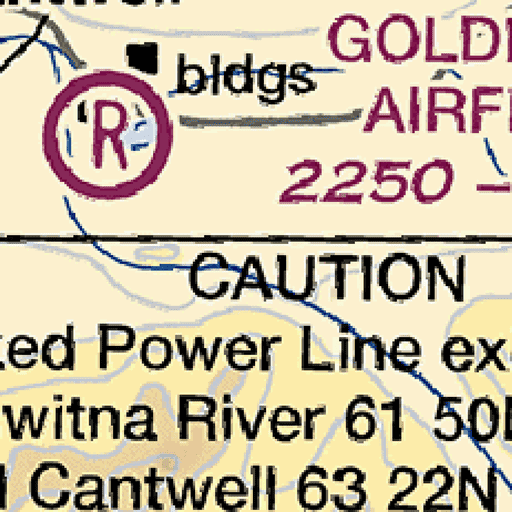 bldgs
GOLD
AIRF
R
2250 –
CAUTION
ked Power Line ex
witna River 61 50
Cantwell 63 22N